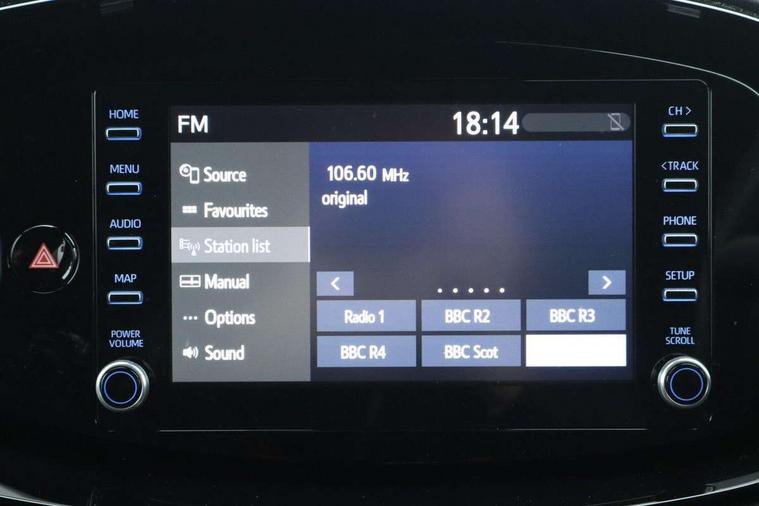 HOME
MENU
AUDIO
MAP
POWER
VOLUME
FM
18:14
Source
Favourites
Station list
Manual
Options
Sound
106.60 MHz
original
<
>
Radio 1
BBC R2
BBC R3
BBC R4
BBC Scot
CH >
< TRACK
PHONE
SETUP
TUNE
SCROLL